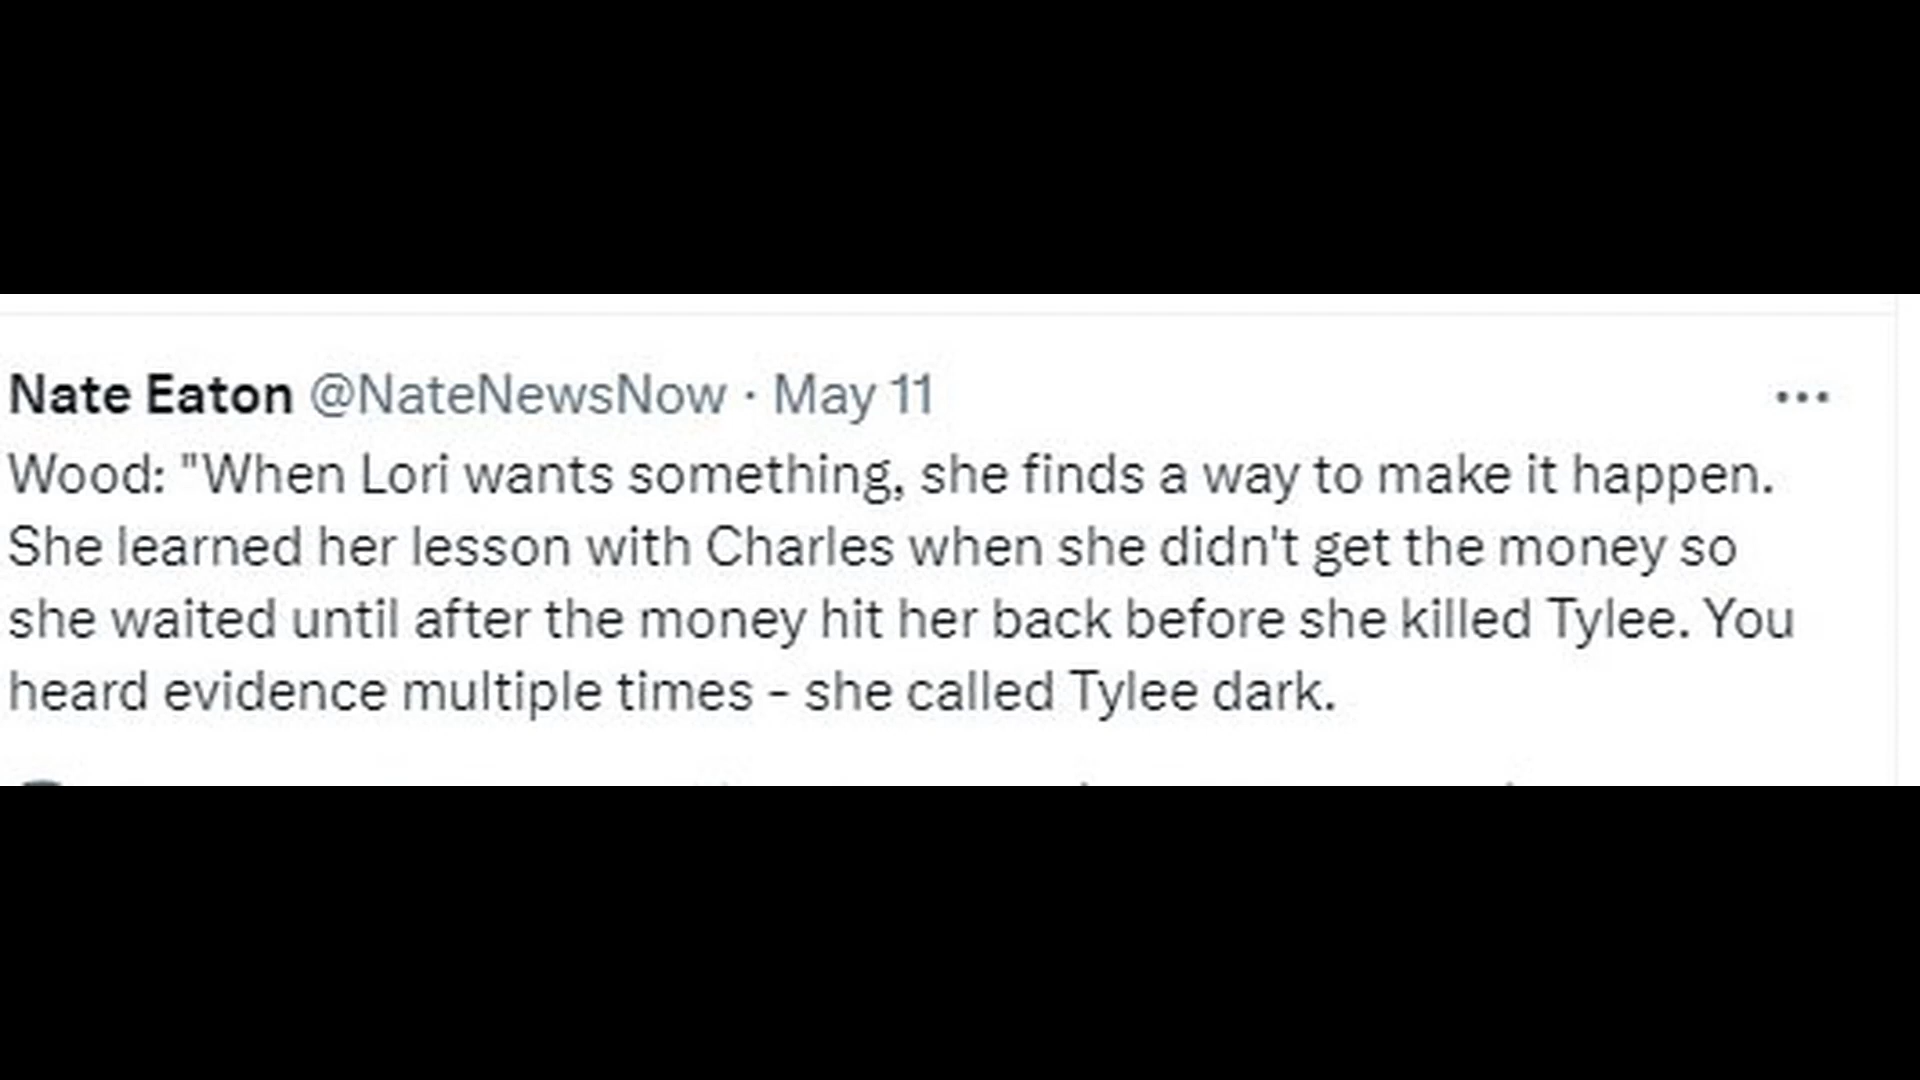 Nate Eaton @NateNewsNow · May 11
Wood: "When Lori wants something, she finds a way to make it happen.
She learned her lesson with Charles when she didn't get the money so
she waited until after the money hit her back before she killed Tylee. You
heard evidence multiple times - she called Tylee dark.